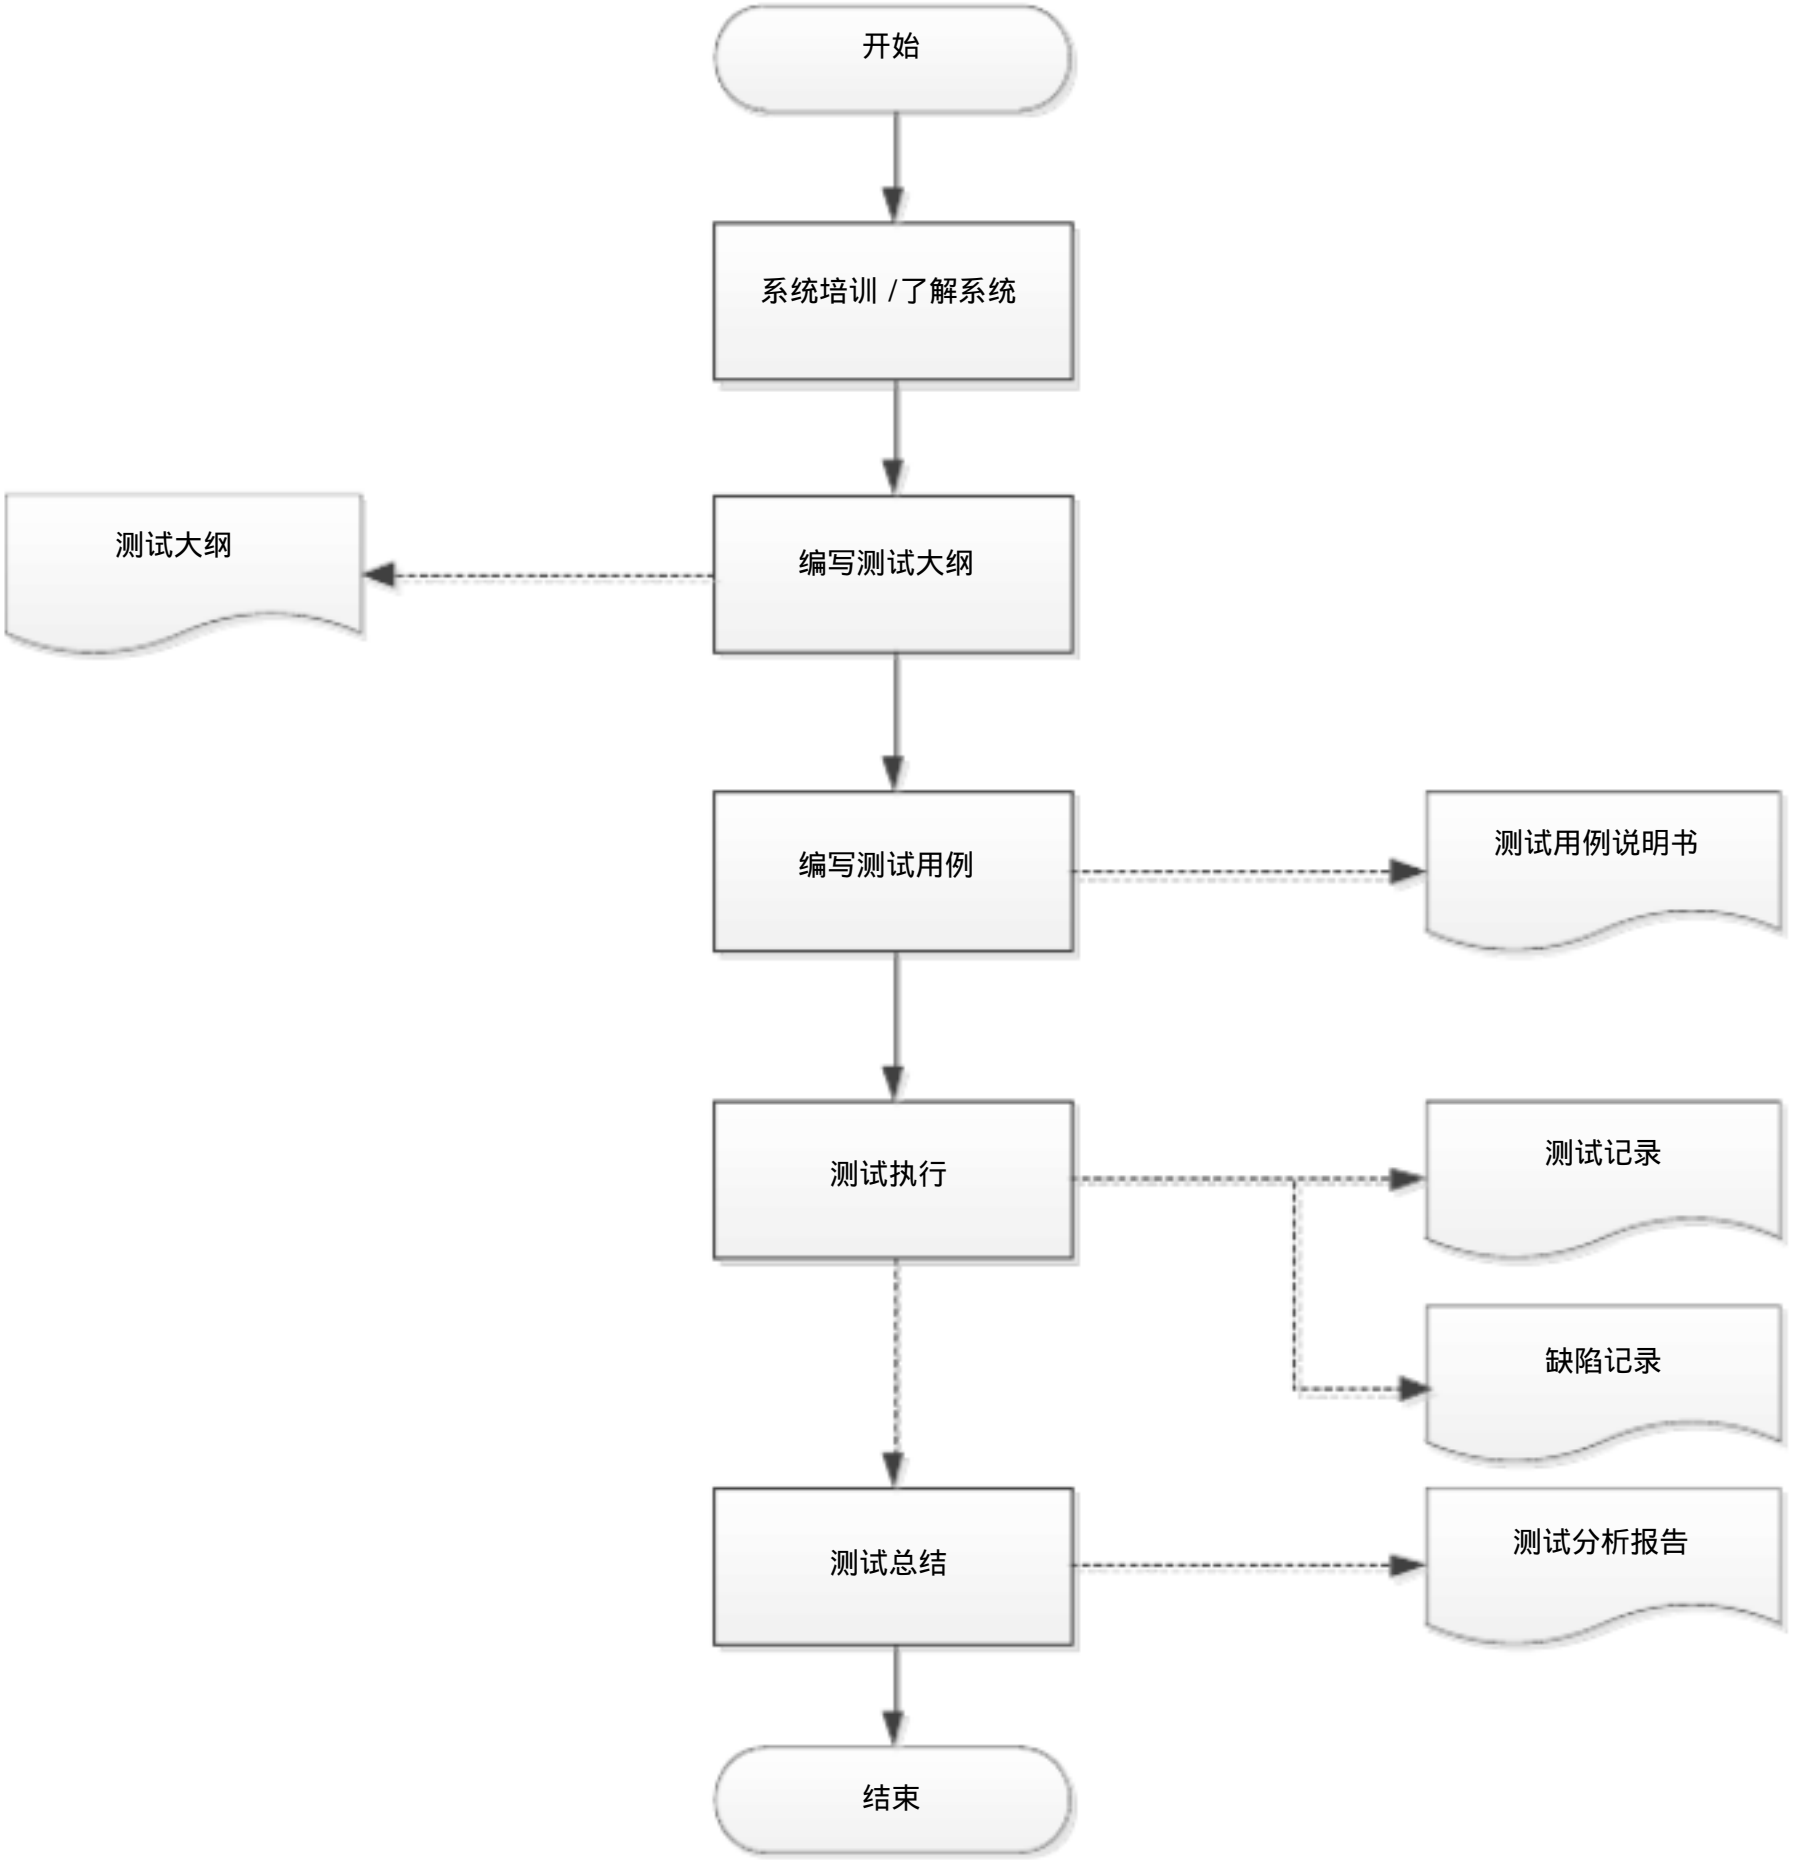 开始
系统培训 /了解系统
测试大纲
编写测试大纲
编写测试用例
测试用例说明书
测试执行
测试记录
缺陷记录
测试总结
测试分析报告
结束